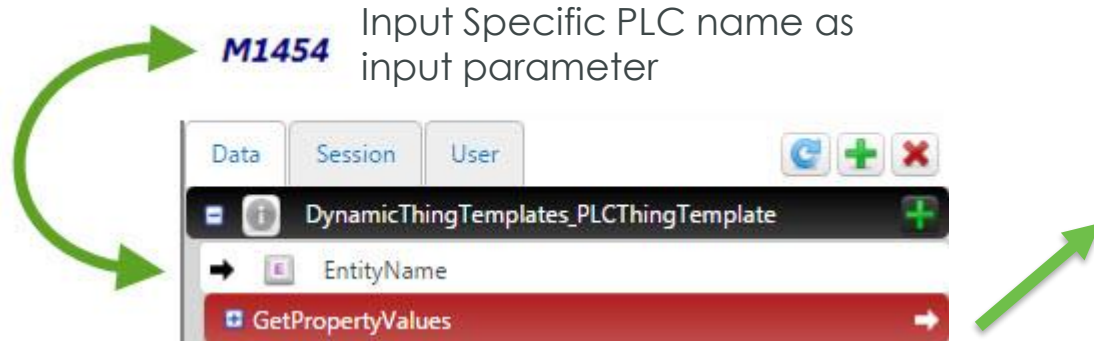 M1454
Input Specific PLC name as
input parameter
Data Session User
DynamicThingTemplates_PLCThingTemplate
E EntityName
GetPropertyValues